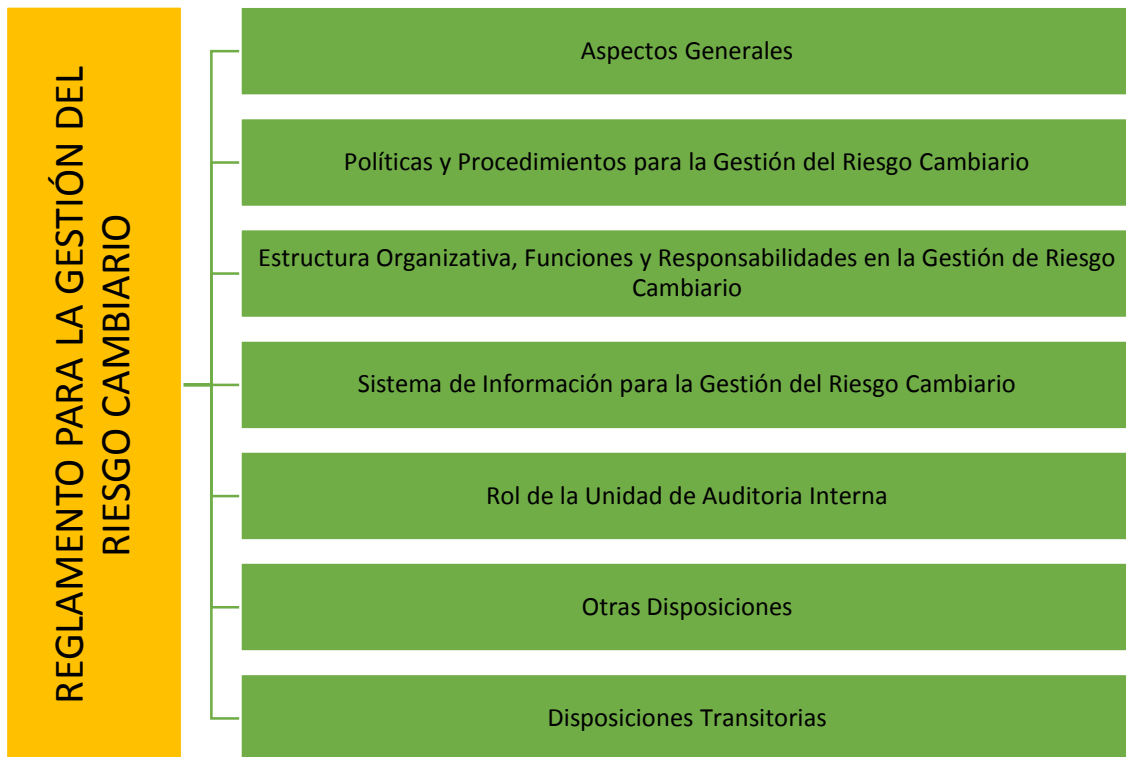 REGLAMENTO PARA LA GESTIÓN DEL
RIESGO CAMBIARIO
Aspectos Generales
Políticas y Procedimientos para la Gestión del Riesgo Cambiario
Estructura Organizativa, Funciones y Responsabilidades en la Gestión de Riesgo
Cambiario
Sistema de Información para la Gestión del Riesgo Cambiario
Rol de la Unidad de Auditoria Interna
Otras Disposiciones
Disposiciones Transitorias